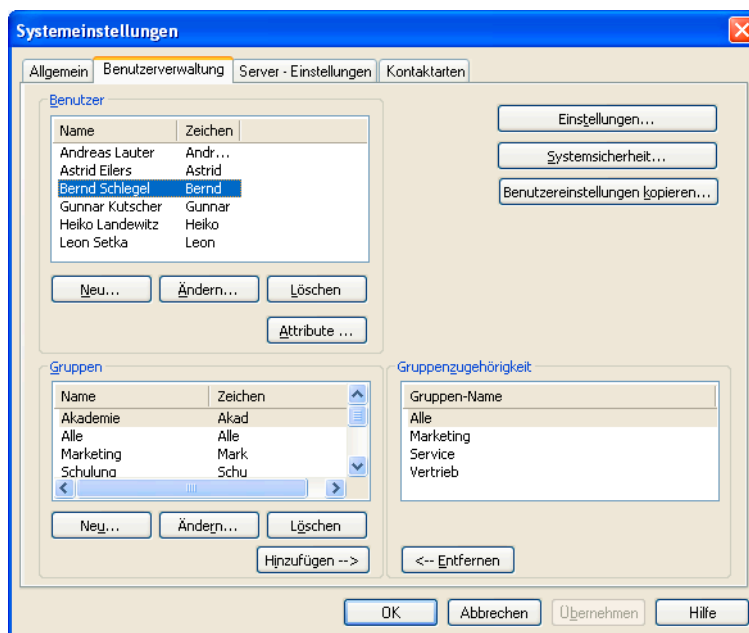 Systemeinstellungen
Allgemein Benutzerverwaltung Server - Einstellungen Kontaktarten
Benutzer
Name Zeichen
Andreas Lauter Andr...
Astrid Eilers Astrid
Bernd Schlegel Bernd
Gunnar Kutscher Gunnar
Heiko Landewitz Heiko
Leon Setka Leon
Neu... Ändern... Löschen
Attribute ...
Einstellungen...
Systemsicherheit...
Benutzereinstellungen kopieren...
Gruppen
Name Zeichen
Akademie Akad
Alle Alle
Marketing Mark
Schulung Schu
Neu... Ändern... Löschen
Hinzufügen -->
Gruppenzugehörigkeit
Gruppen-Name
Alle
Marketing
Service
Vertrieb
<-- Entfernen
OK Abbrechen Übernehmen Hilfe